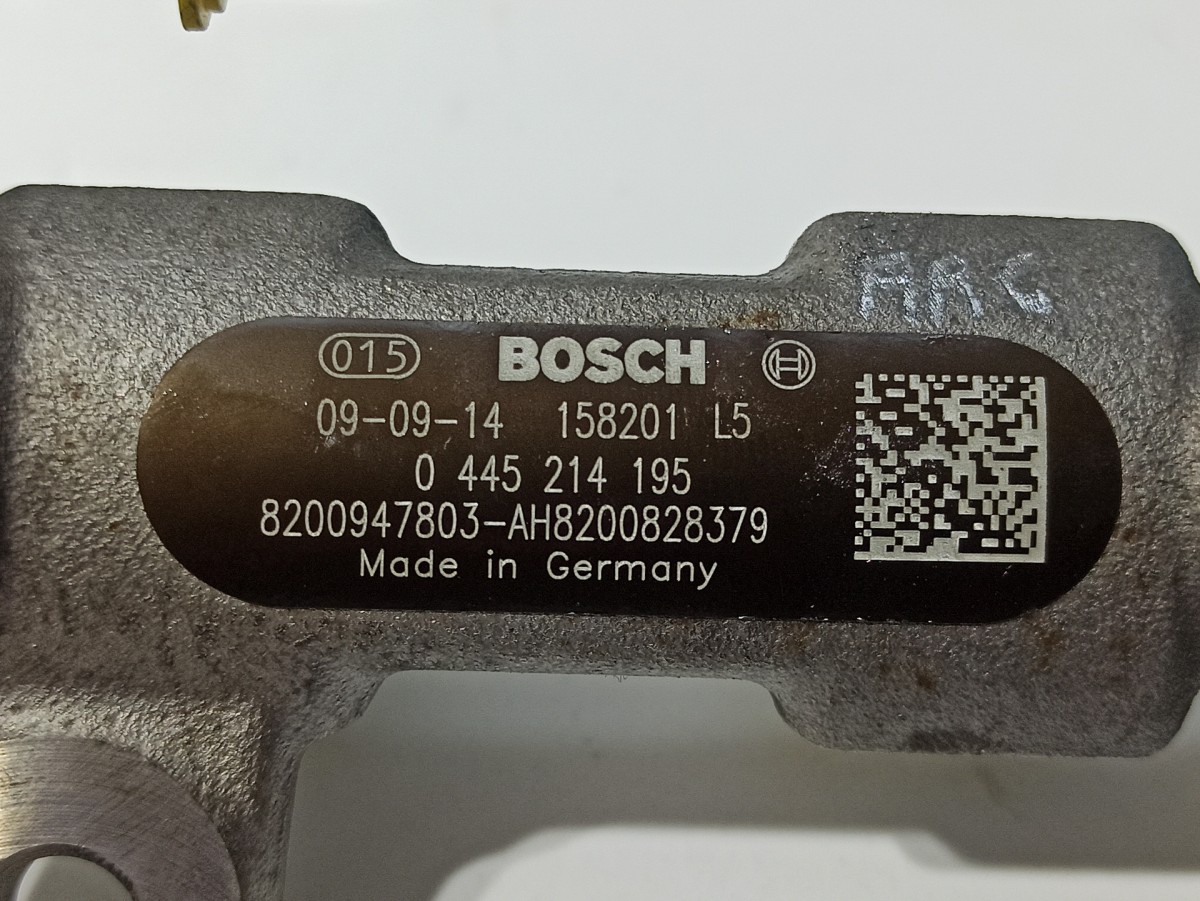 015 BOSCH
09-09-14 158201 L5
0 445 214 195
8200947803-AH8200828379
Made in Germany